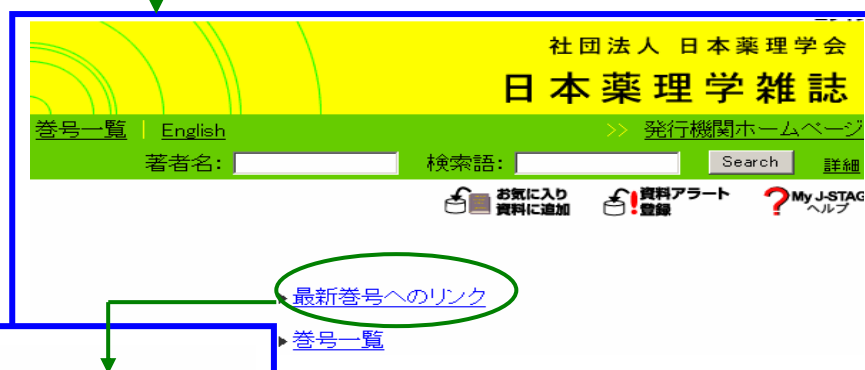 社団法人 日本薬理学会
日本薬理学雑誌
巻号一覧 | English >> 発行機関ホームページ
著者名: 検索語: Search 詳細
お気に入り
資料に追加
資料アラート
登録
My J-STAG
ヘルプ
最新巻号へのリンク
巻号一覧